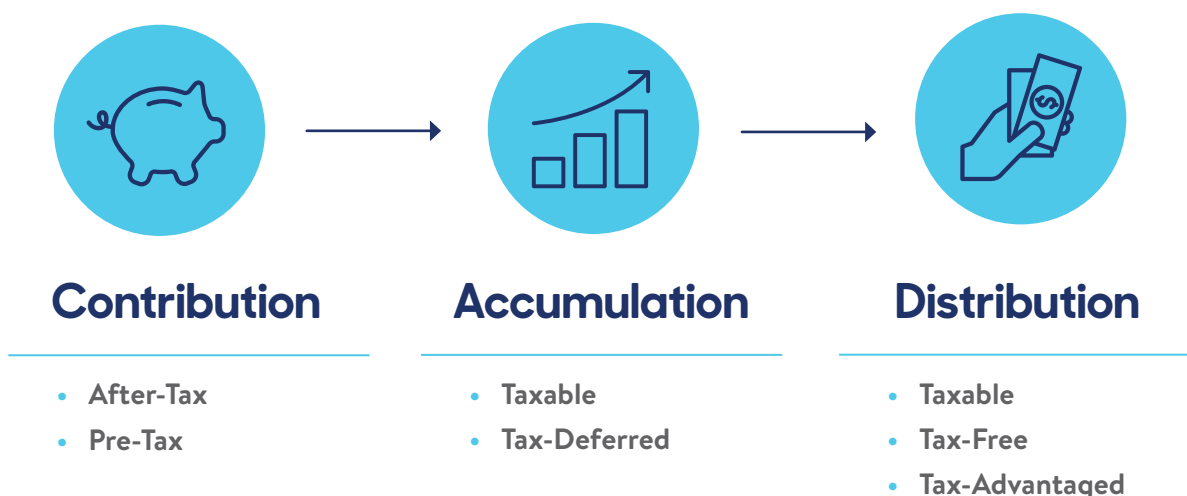 Contribution
After-Tax
Pre-Tax
Accumulation
Taxable
Tax-Deferred
Distribution
Taxable
Tax-Free
Tax-Advantaged